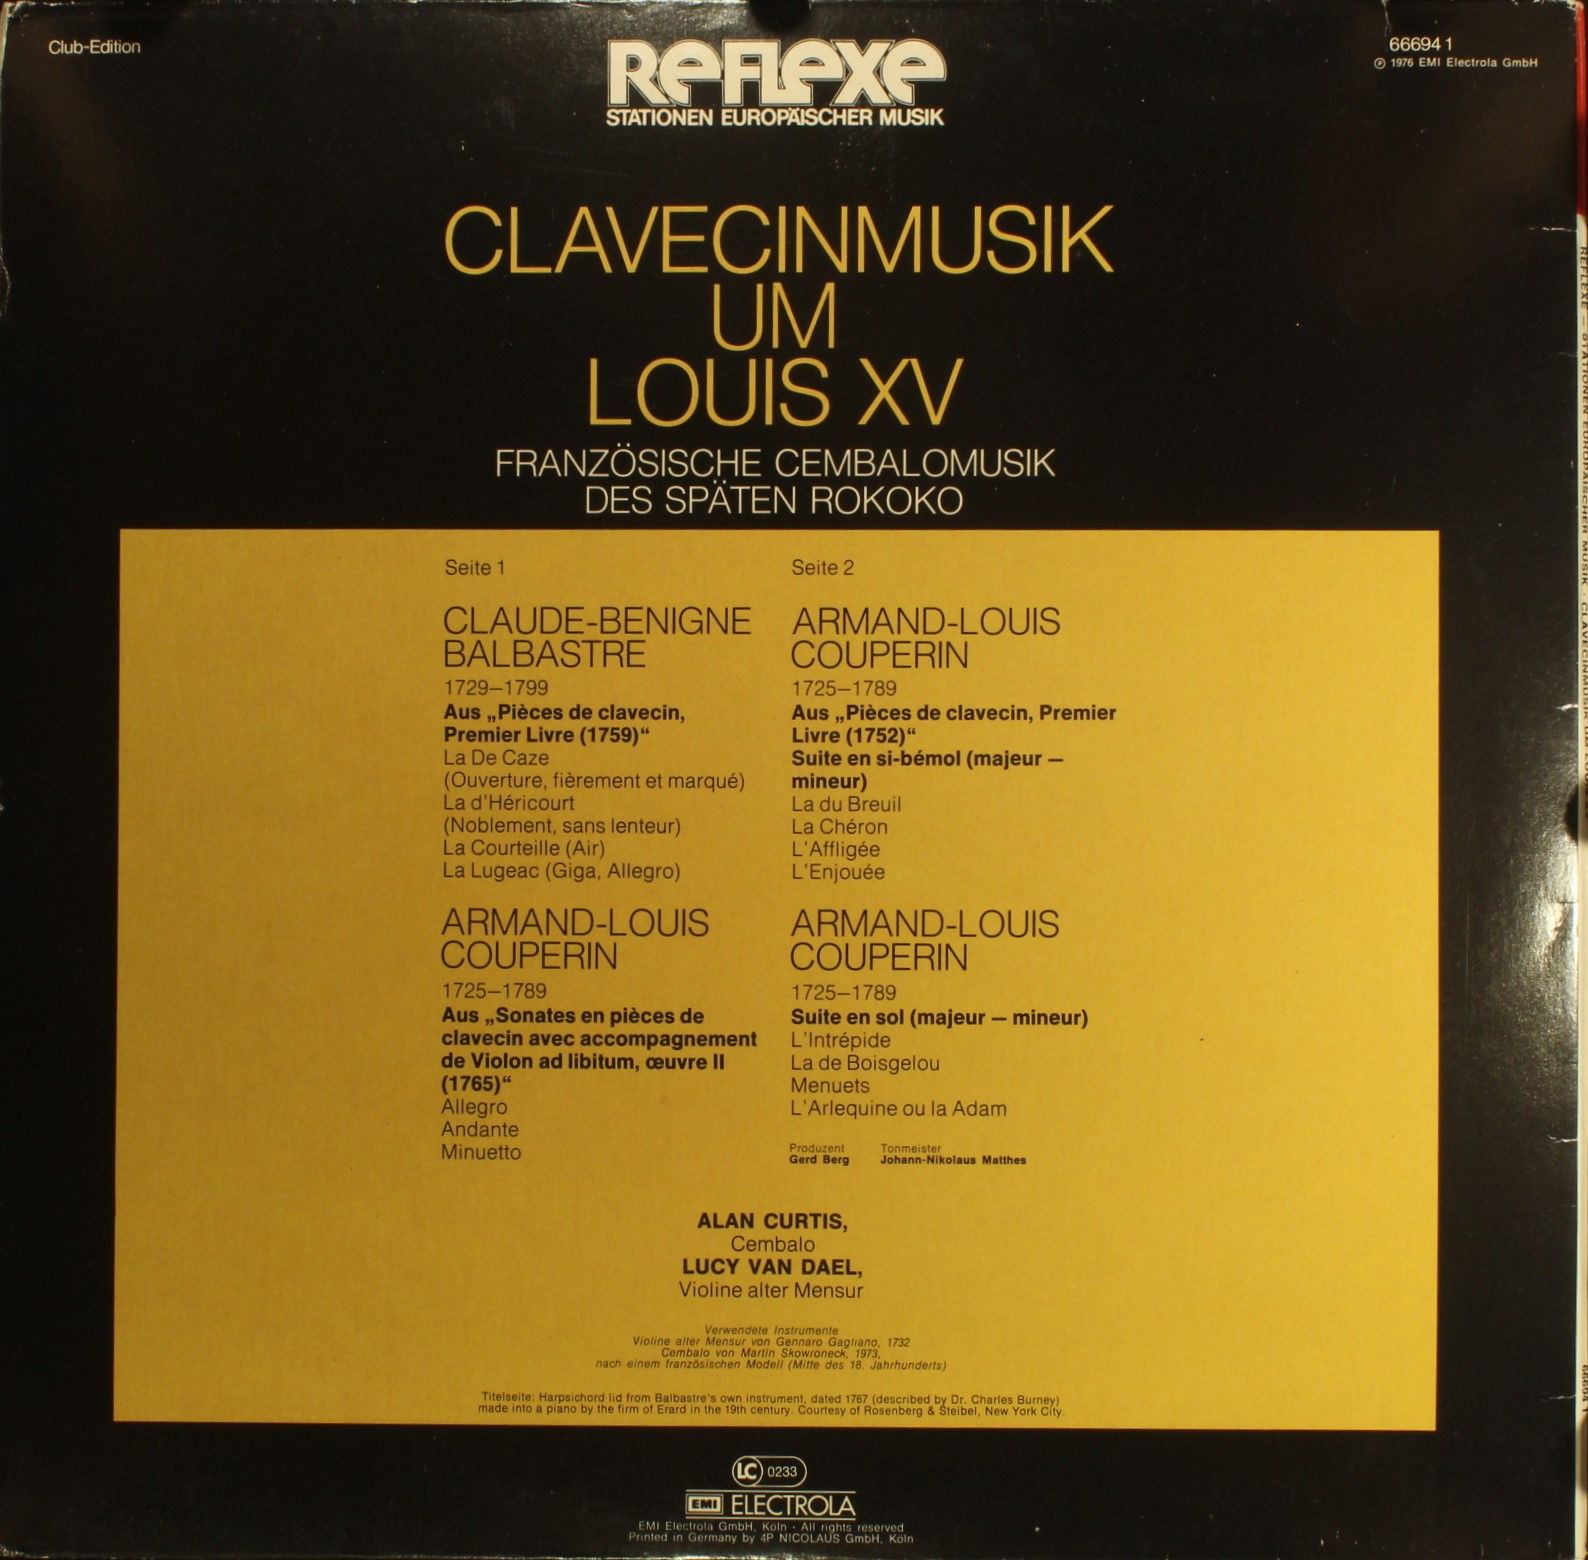 Club-Edition
REFLEXE
STATIONEN EUROPÄISCHER MUSIK
66694 1
℗ 1976 EMI Electrola GmbH
CLAVECINMUSIK
UM
LOUIS XV
FRANZÖSISCHE CEMBALOMUSIK
DES SPÄTEN ROKOKO
Seite 1
CLAUDE-BENIGNE
BALBASTRE
1729–1799
Aus „Pièces de clavecin,
Premier Livre (1759)“
La De Caze
(Ouverture, fièrement et marqué)
La d'Héricourt
(Noblement, sans lenteur)
La Courteille (Air)
La Lugeac (Giga, Allegro)
ARMAND-LOUIS
COUPERIN
1725–1789
Aus „Sonates en pièces de
clavecin avec accompagnement
de Violon ad libitum, œuvre II
(1765)“
Allegro
Andante
Minuetto
Seite 2
ARMAND-LOUIS
COUPERIN
1725–1789
Aus „Pièces de clavecin, Premier
Livre (1752)“
Suite en si-bémol (majeur –
mineur)
La du Breuil
La Chéron
L'Affligée
L'Enjouée
ARMAND-LOUIS
COUPERIN
1725–1789
Suite en sol (majeur – mineur)
L'Intrépide
La de Boisgelou
Menuets
L'Arlequine ou la Adam
Produzent
Gerd Berg
Tonmeister
Johann-Nikolaus Matthes
ALAN CURTIS,
Cembalo
LUCY VAN DAEL,
Violine alter Mensur
Verwendete Instrumente
Violine alter Mensur von Gennaro Gagliano, 1732
Cembalo von Martin Skowroneck, 1973,
nach einem französischen Modell (Mitte des 18. Jahrhunderts)
Titelseite: Harpsichord lid from Balbastre's own instrument, dated 1767 (described by Dr. Charles Burney)
made into a piano by the firm of Erard in the 19th century. Courtesy of Rosenberg & Steibel, New York City.
LC 0233
EMI ELECTROLA
EMI Electrola GmbH, Köln · All rights reserved
Printed in Germany by 4P NICOLAUS GmbH, Köln